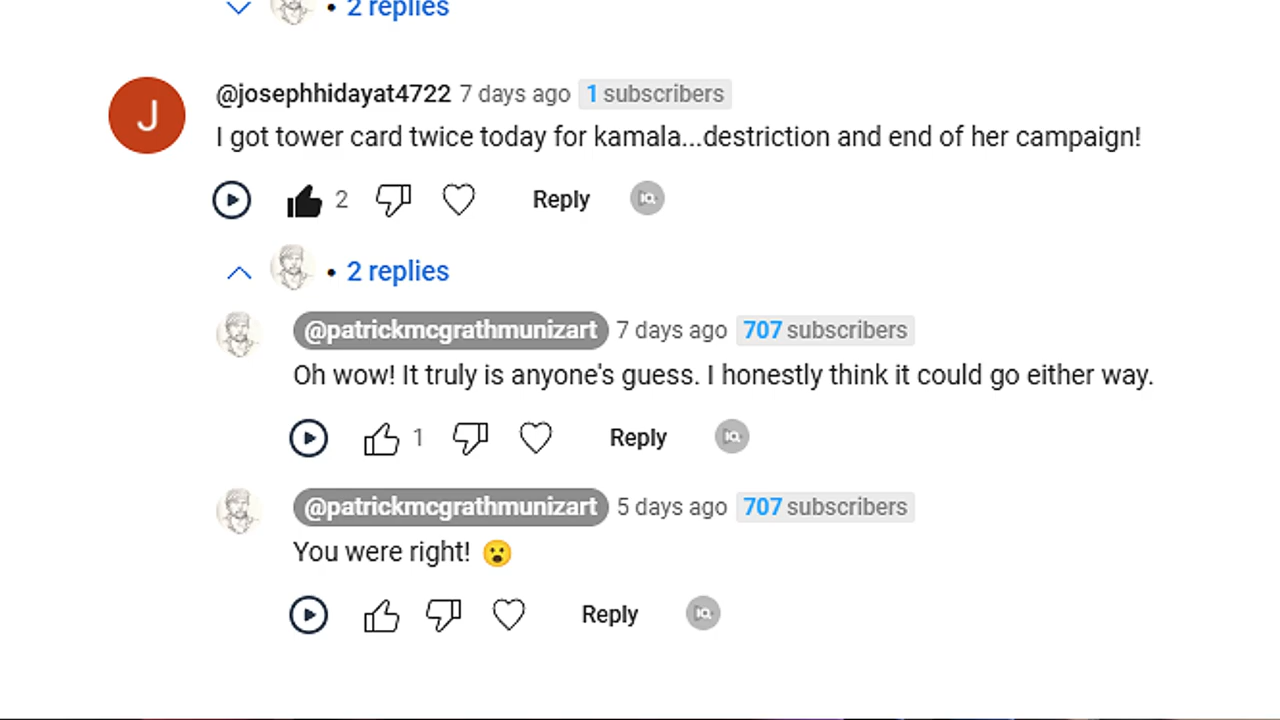 • 2 replies
J
@josephhidayat4722 7 days ago 1 subscribers
I got tower card twice today for kamala...destriction and end of her campaign!
2 Reply IQ
• 2 replies
@patrickmcgrathmunizart 7 days ago 707 subscribers
Oh wow! It truly is anyone's guess. I honestly think it could go either way.
1 Reply IQ
@patrickmcgrathmunizart 5 days ago 707 subscribers
You were right! 😮
Reply IQ